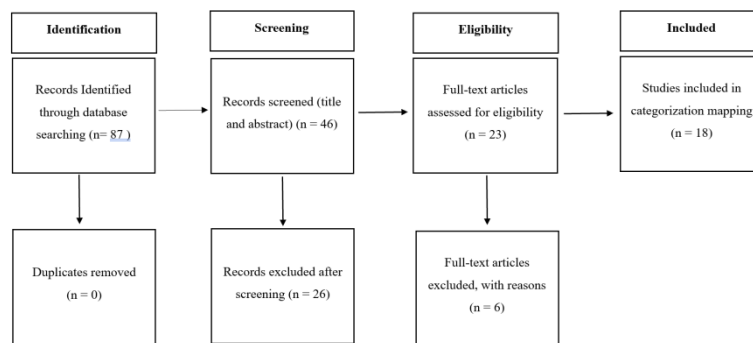 Identification
Screening
Eligibility
Included
Records Identified
through database
searching (n= 87 )
Records screened (title
and abstract) (n = 46)
Full-text articles
assessed for eligibility
(n = 23)
Studies included in
categorization mapping
(n = 18)
Duplicates removed
(n = 0)
Records excluded after
screening (n = 26)
Full-text articles
excluded, with reasons
(n = 6)